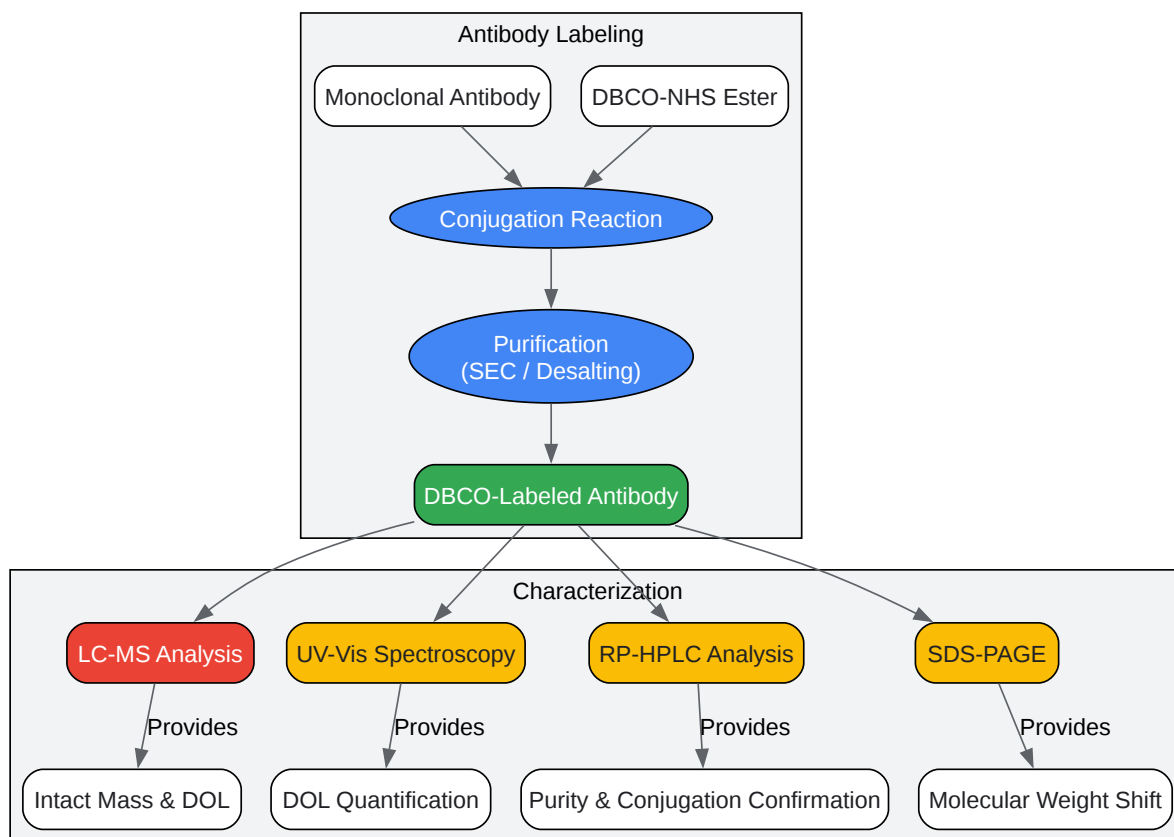 Antibody Labeling
Monoclonal Antibody
DBCO-NHS Ester
Conjugation Reaction
Purification
(SEC / Desalting)
DBCO-Labeled Antibody
Characterization
LC-MS Analysis
UV-Vis Spectroscopy
RP-HPLC Analysis
SDS-PAGE
Provides
Provides
Provides
Provides
Intact Mass & DOL
DOL Quantification
Purity & Conjugation Confirmation
Molecular Weight Shift